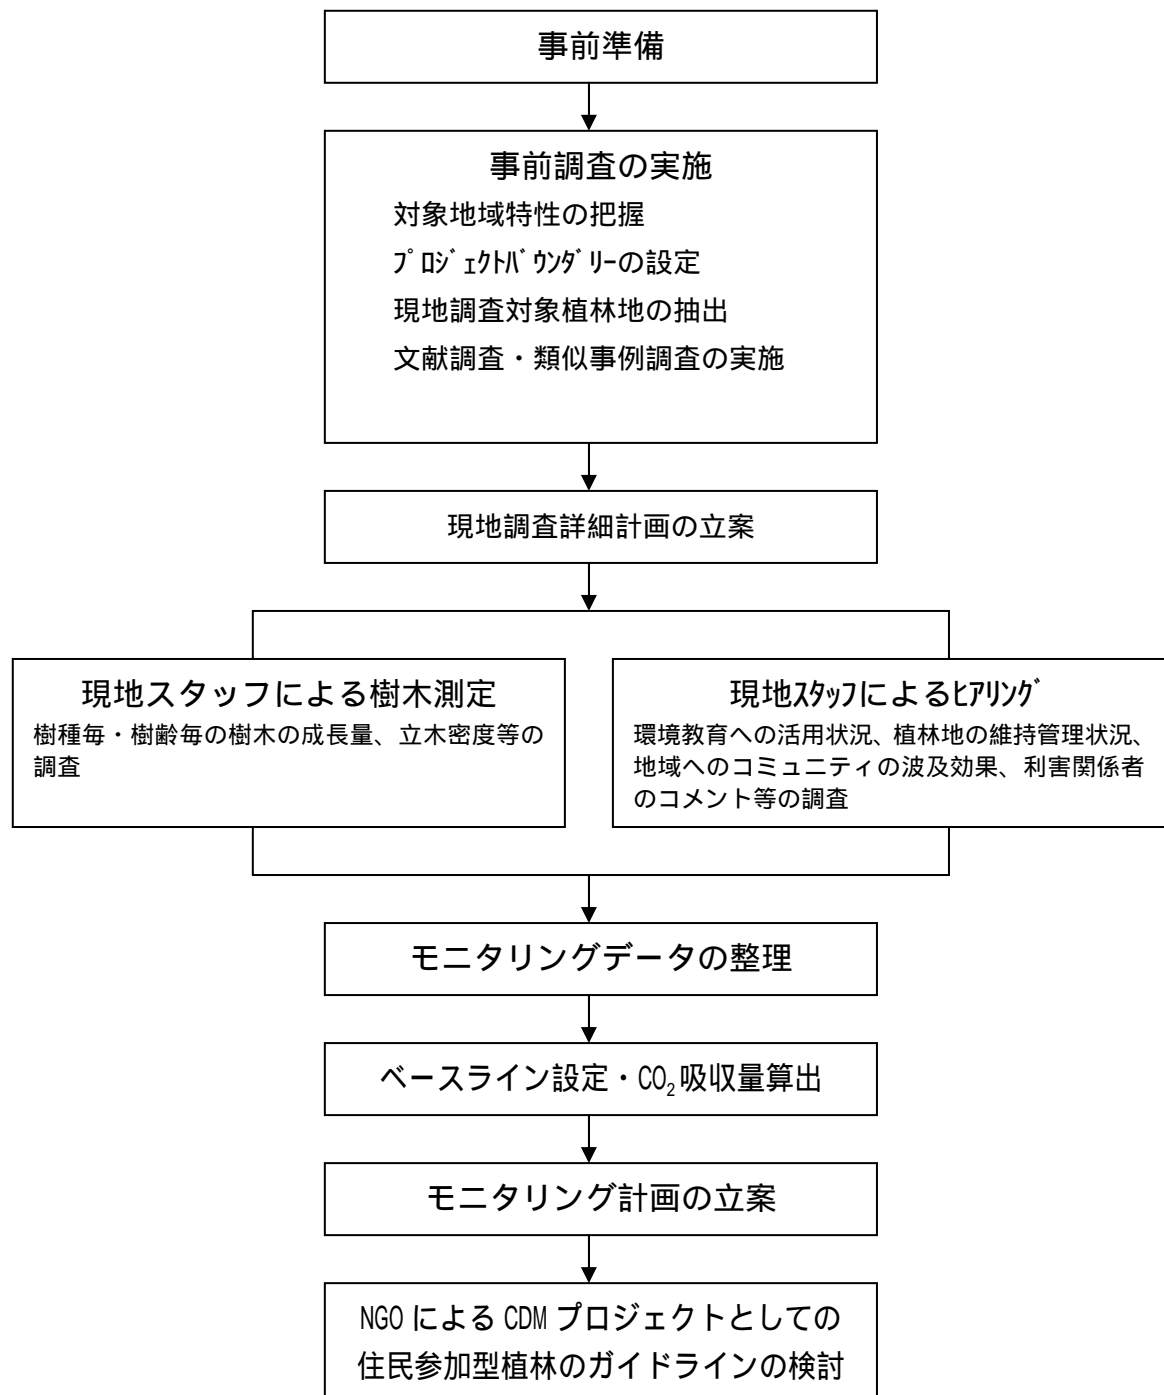 事前準備
事前調査の実施
対象地域特性の把握
ﾌﾟﾛｼﾞｪｸﾄﾊﾞｳﾝﾀﾞﾘｰの設定
現地調査対象植林地の抽出
文献調査・類似事例調査の実施
現地調査詳細計画の立案
現地スタッフによる樹木測定
樹種毎・樹齢毎の樹木の成長量、立木密度等の
調査
現地ｽﾀｯﾌによるﾋｱﾘﾝｸﾞ
環境教育への活用状況、植林地の維持管理状況、
地域へのコミュニティの波及効果、利害関係者
のコメント等の調査
モニタリングデータの整理
ベースライン設定・CO₂吸収量算出
モニタリング計画の立案
NGO による CDM プロジェクトとしての
住民参加型植林のガイドラインの検討